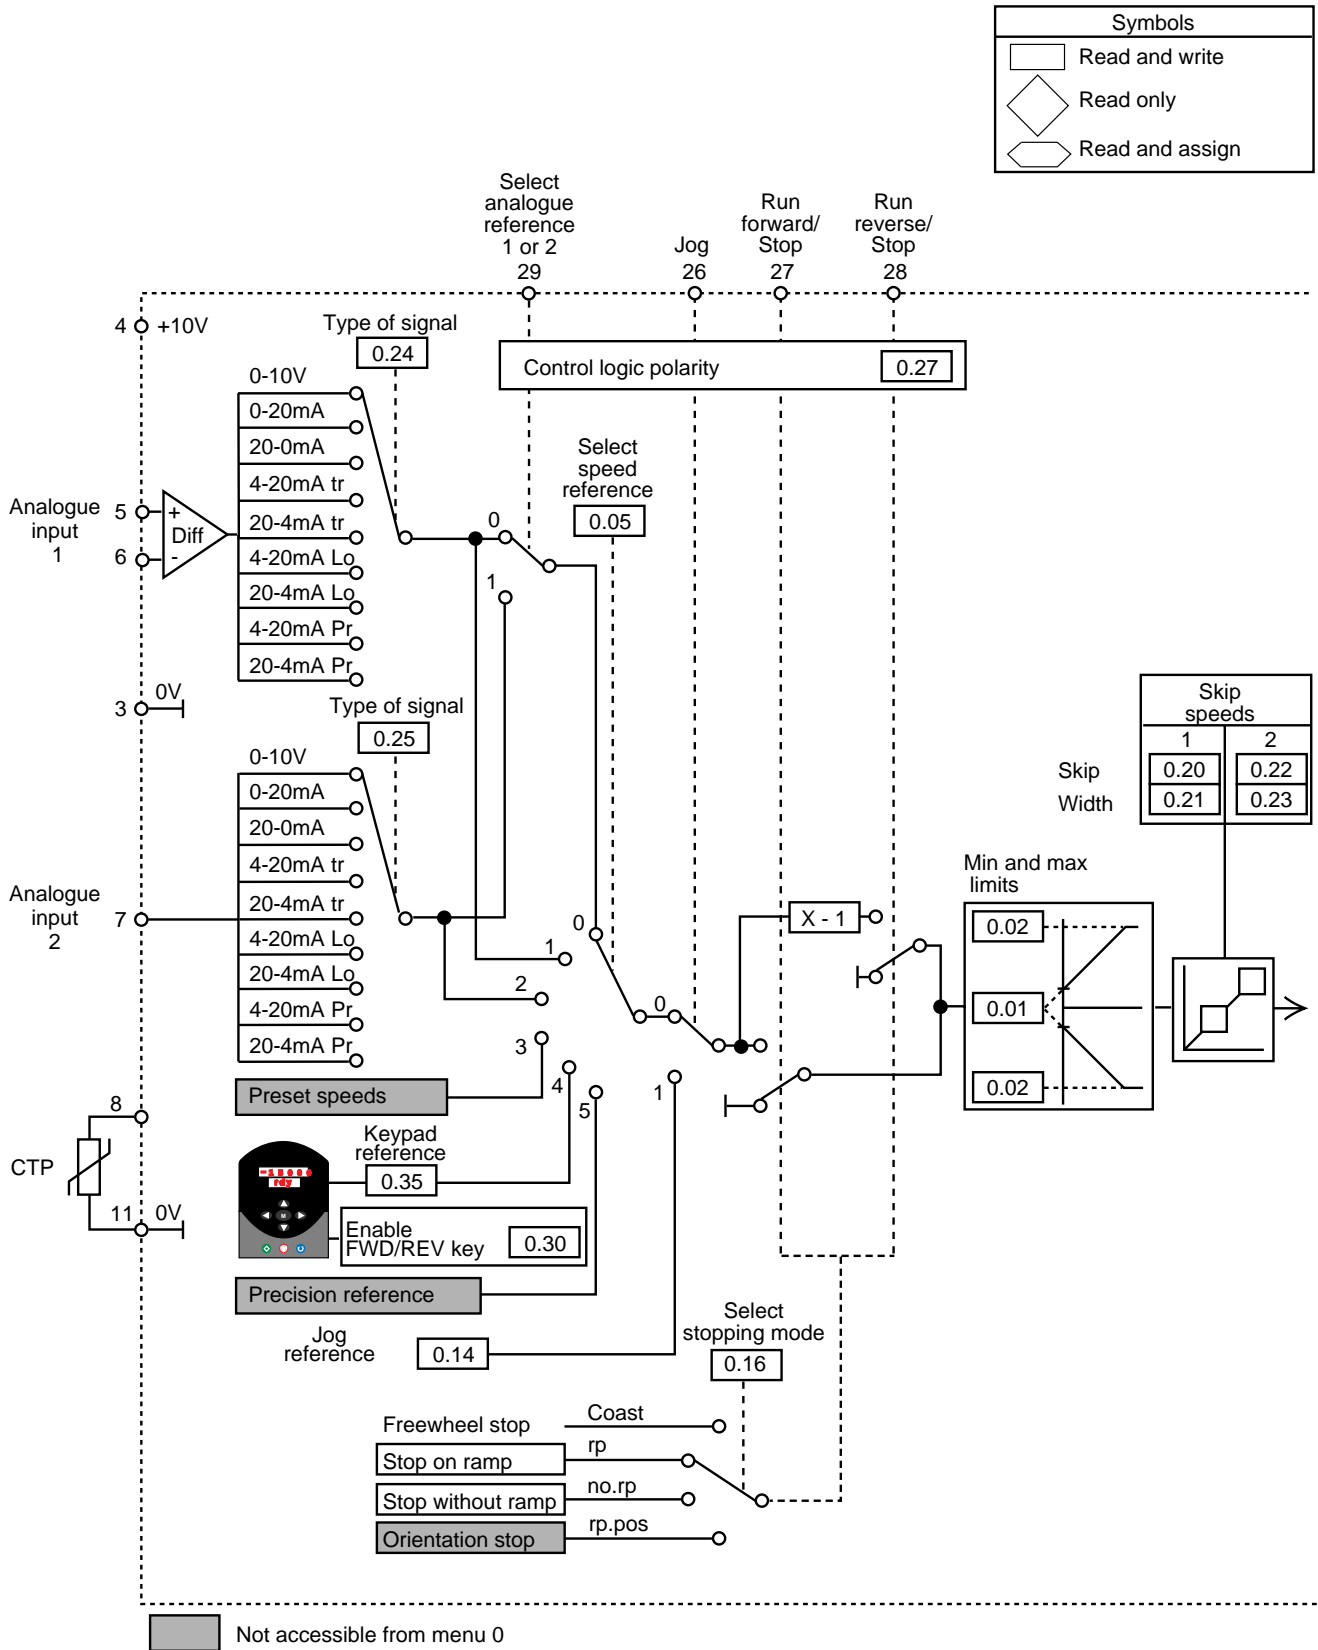 Symbols
Read and write
Read only
Read and assign
Select
analogue
reference
1 or 2
29
Jog
26
Run
forward/
Stop
27
Run
reverse/
Stop
28
4 +10V
Type of signal
0.24
Control logic polarity 0.27
0-10V
0-20mA
20-0mA
4-20mA tr
20-4mA tr
4-20mA Lo
20-4mA Lo
4-20mA Pr
20-4mA Pr
Analogue
input
1
5
6
+
Diff
-
0
1
Select
speed
reference
0.05
3 0V
Type of signal
0.25
0-10V
0-20mA
20-0mA
4-20mA tr
20-4mA tr
4-20mA Lo
20-4mA Lo
4-20mA Pr
20-4mA Pr
Analogue
input
2
7
0
1
2
3
4
5
0
1
X - 1
Skip
speeds
1 2
Skip 0.20 0.22
Width 0.21 0.23
Min and max
limits
0.02
0.01
0.02
Preset speeds
8
CTP
11 0V
Keypad
reference
0.35
rdy
M
Enable
FWD/REV key 0.30
Precision reference
Jog
reference
0.14
Select
stopping mode
0.16
Freewheel stop Coast
Stop on ramp rp
Stop without ramp no.rp
Orientation stop rp.pos
Not accessible from menu 0